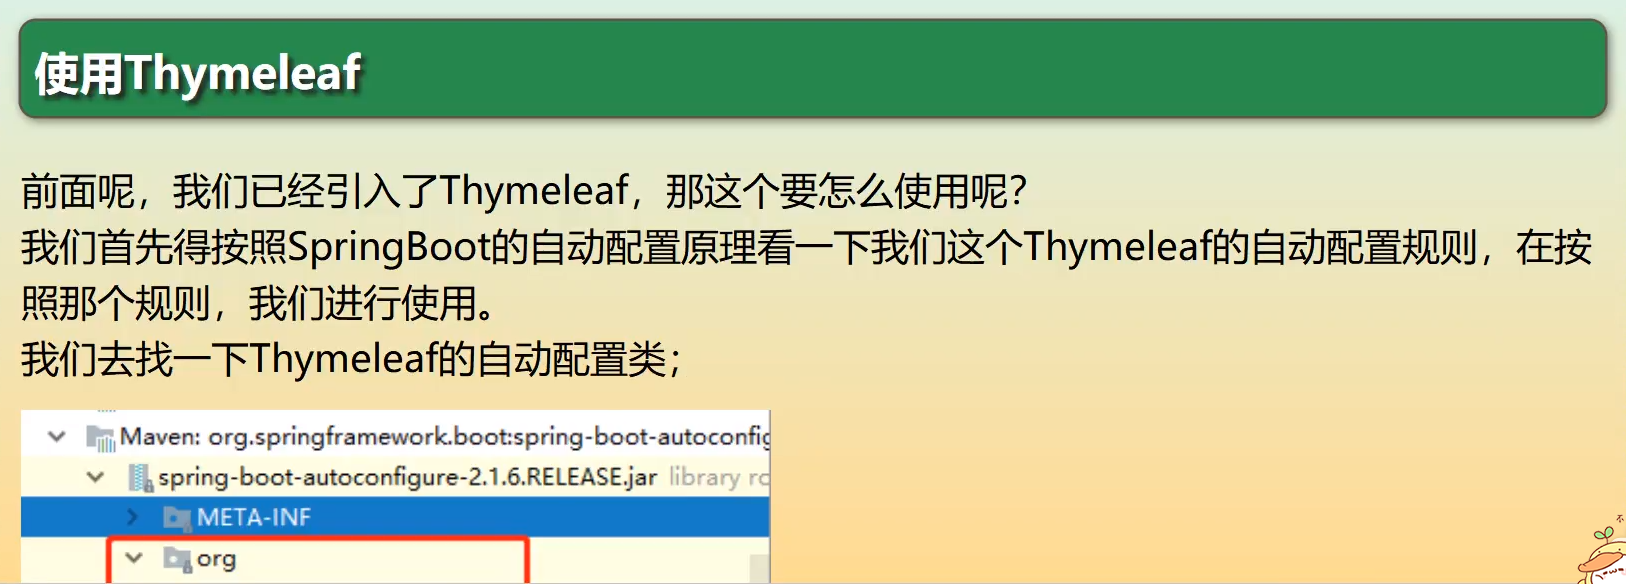 使用Thymeleaf
前面呢，我们已经引入了Thymeleaf，那这个要怎么使用呢？
我们首先得按照SpringBoot的自动配置原理看一下我们这个Thymeleaf的自动配置规则，在按
照那个规则，我们进行使用。
我们去找一下Thymeleaf的自动配置类；
Maven: org.springframework.boot:spring-boot-autoconfig
spring-boot-autoconfigure-2.1.6.RELEASE.jar library ro
META-INF
org
不